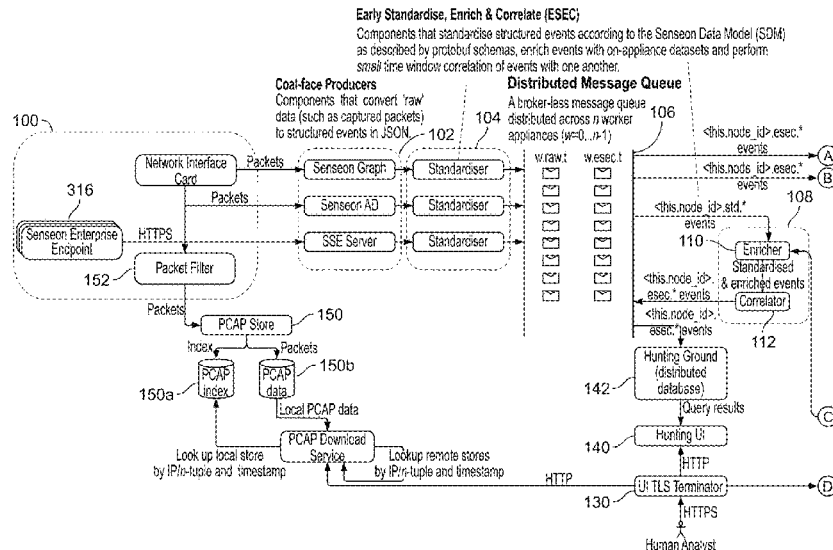 Early Standardise, Enrich & Correlate (ESEC)
Components that standardise structured events according to the Senseon Data Model (SDM)
as described by protobuf schemas, enrich events with on-appliance datasets and perform
small time window correlation of events with one another.
Coal-face Producers
Components that convert 'raw'
data (such as captured packets)
to structured events in JSON.
Distributed Message Queue
A broker-less message queue
distributed across n worker
appliances (w=0...n-1)
100
102
104
106
Network Interface
Card
Packets
Senseon Graph
Standardiser
w.raw.t
w.esec.t
<this.node_id>.esec.*
events
A
<this.node_id>.esec.*
events
B
316
Packets
Senseon AD
Standardiser
<this.node_id>.std.*
events
108
Senseon Enterprise
Endpoint
HTTPS
SSE Server
Standardiser
110
Enricher
152
Packet Filter
Standardised
& enriched events
<this.node_id>.
esec.* events
Correlator
112
Packets
PCAP Store
150
<this.node_id>.
esec.* events
Index
Packets
PCAP
index
150a
PCAP
data
150b
142
Hunting Ground
(distributed
database)
Local PCAP data
Query results
C
PCAP Download
Service
140
Hunting UI
Look up local store
by IP/n-tuple and timestamp
Lookup remote stores
by IP/n-tuple and timestamp
HTTP
HTTP
130
UI TLS Terminator
D
HTTPS
Human Analyst